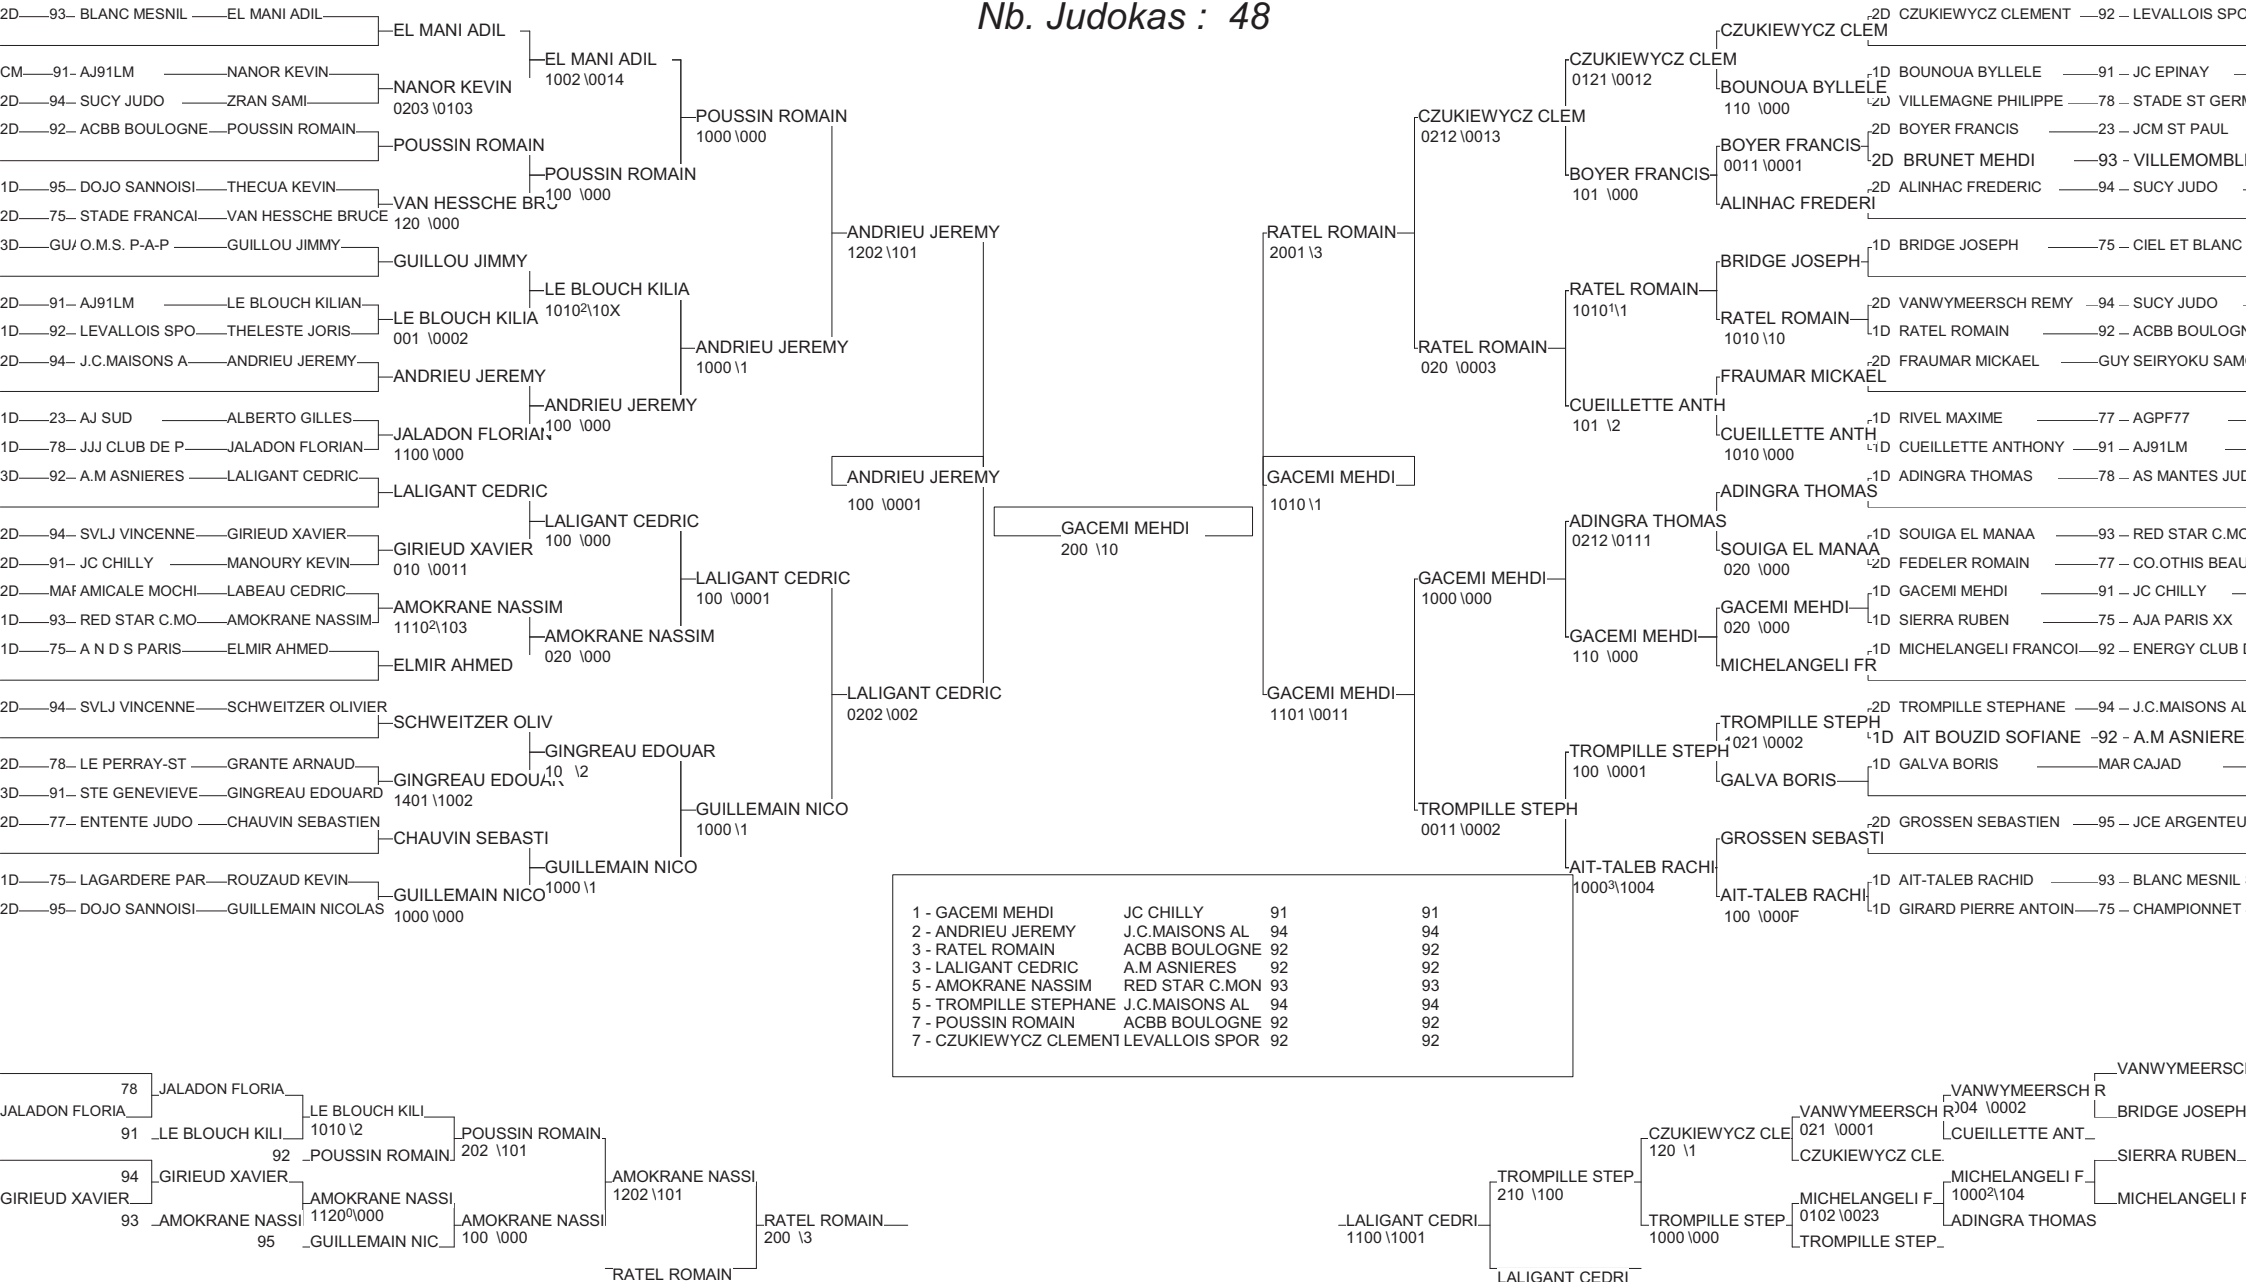 Nb. Judokas : 48
2D 93 BLANC MESNIL EL MANI ADIL
CM 91 AJ91LM NANOR KEVIN
2D 94 SUCY JUDO ZRAN SAMI
2D 92 ACBB BOULOGNE POUSSIN ROMAIN
1D 95 DOJO SANNOISI THECUA KEVIN
2D 75 STADE FRANCAI VAN HESSCHE BRUCE
3D GUA O.M.S. P-A-P GUILLOU JIMMY
2D 91 AJ91LM LE BLOUCH KILIAN
1D 92 LEVALLOIS SPO THELESTE JORIS
2D 94 J.C.MAISONS A ANDRIEU JEREMY
1D 23 AJ SUD ALBERTO GILLES
1D 78 JJJ CLUB DE P JALADON FLORIAN
3D 92 A.M ASNIERES LALIGANT CEDRIC
2D 94 SVLJ VINCENNE GIRIEUD XAVIER
2D 91 JC CHILLY MANOURY KEVIN
2D MAR AMICALE MOCHI LABEAU CEDRIC
1D 93 RED STAR C.MO AMOKRANE NASSIM
1D 75 A N D S PARIS ELMIR AHMED
2D 94 SVLJ VINCENNE SCHWEITZER OLIVIER
2D 78 LE PERRAY-ST GRANTE ARNAUD
3D 91 STE GENEVIEVE GINGREAU EDOUARD
2D 77 ENTENTE JUDO CHAUVIN SEBASTIEN
1D 75 LAGARDERE PAR ROUZAUD KEVIN
2D 95 DOJO SANNOISI GUILLEMAIN NICOLAS
EL MANI ADIL
NANOR KEVIN
0203 \0103
POUSSIN ROMAIN
VAN HESSCHE BRU
120 \000
GUILLOU JIMMY
LE BLOUCH KILIA
001 \0002
ANDRIEU JEREMY
JALADON FLORIAN
1100 \000
LALIGANT CEDRIC
GIRIEUD XAVIER
010 \0011
AMOKRANE NASSIM
1110²\103
ELMIR AHMED
SCHWEITZER OLIV
GINGREAU EDOUAR
1401 \1002
CHAUVIN SEBASTI
GUILLEMAIN NICO
1000 \000
EL MANI ADIL
1002 \0014
POUSSIN ROMAIN
100 \000
LE BLOUCH KILIA
1010²\10X
ANDRIEU JEREMY
100 \000
LALIGANT CEDRIC
100 \000
AMOKRANE NASSIM
020 \000
GINGREAU EDOUAR
10 \2
GUILLEMAIN NICO
1000 \1
POUSSIN ROMAIN
1000 \000
ANDRIEU JEREMY
1000 \1
LALIGANT CEDRIC
100 \0001
GUILLEMAIN NICO
1000 \1
ANDRIEU JEREMY
1202 \101
LALIGANT CEDRIC
0202 \002
ANDRIEU JEREMY
100 \0001
GACEMI MEHDI
200 \10
GACEMI MEHDI
1010 \1
RATEL ROMAIN
2001 \3
GACEMI MEHDI
1101 \0011
CZUKIEWYCZ CLEM
0212 \0013
RATEL ROMAIN
020 \0003
GACEMI MEHDI
1000 \000
TROMPILLE STEPH
0011 \0002
CZUKIEWYCZ CLEM
0121 \0012
BOYER FRANCIS
101 \000
RATEL ROMAIN
1010¹\1
CUEILLETTE ANTH
101 \2
ADINGRA THOMAS
0212 \0111
GACEMI MEHDI
110 \000
TROMPILLE STEPH
100 \0001
AIT-TALEB RACHI
1000³\1004
CZUKIEWYCZ CLEM
BOUNOUA BYLLELE
110 \000
BOYER FRANCIS
0011 \0001
ALINHAC FREDERI
BRIDGE JOSEPH
RATEL ROMAIN
1010 \10
FRAUMAR MICKAEL
CUEILLETTE ANTH
1010 \000
ADINGRA THOMAS
SOUIGA EL MANAA
020 \000
GACEMI MEHDI
020 \000
MICHELANGELI FR
TROMPILLE STEPH
1021 \0002
GALVA BORIS
GROSSEN SEBASTI
AIT-TALEB RACHI
100 \000F
2D CZUKIEWYCZ CLEMENT 92 LEVALLOIS SPO
1D BOUNOUA BYLLELE 91 JC EPINAY
2D VILLEMAGNE PHILIPPE 78 STADE ST GERM
2D BOYER FRANCIS 23 JCM ST PAUL
2D BRUNET MEHDI 93 - VILLEMOMBL
2D ALINHAC FREDERIC 94 SUCY JUDO
1D BRIDGE JOSEPH 75 CIEL ET BLANC
2D VANWYMEERSCH REMY 94 SUCY JUDO
1D RATEL ROMAIN 92 ACBB BOULOGN
2D FRAUMAR MICKAEL GUY SEIRYOKU SAM
1D RIVEL MAXIME 77 AGPF77
1D CUEILLETTE ANTHONY 91 AJ91LM
1D ADINGRA THOMAS 78 AS MANTES JUD
1D SOUIGA EL MANAA 93 RED STAR C.MO
2D FEDELER ROMAIN 77 CO.OTHIS BEAU
1D GACEMI MEHDI 91 JC CHILLY
1D SIERRA RUBEN 75 AJA PARIS XX
1D MICHELANGELI FRANCOI 92 ENERGY CLUB
2D TROMPILLE STEPHANE 94 J.C.MAISONS AL
1D AIT BOUZID SOFIANE -92 - A.M ASNIERE
1D GALVA BORIS MAR CAJAD
2D GROSSEN SEBASTIEN 95 JCE ARGENTEU
1D AIT-TALEB RACHID 93 BLANC MESNIL
1D GIRARD PIERRE ANTOIN 75 CHAMPIONNET
1 - GACEMI MEHDI JC CHILLY 91 91
2 - ANDRIEU JEREMY J.C.MAISONS AL 94 94
3 - RATEL ROMAIN ACBB BOULOGNE 92 92
3 - LALIGANT CEDRIC A.M ASNIERES 92 92
5 - AMOKRANE NASSIM RED STAR C.MON 93 93
5 - TROMPILLE STEPHANE J.C.MAISONS AL 94 94
7 - POUSSIN ROMAIN ACBB BOULOGNE 92 92
7 - CZUKIEWYCZ CLEMENT LEVALLOIS SPOR 92 92
78 JALADON FLORIA
JALADON FLORIA
91 LE BLOUCH KILI
94 GIRIEUD XAVIER
GIRIEUD XAVIER
93 AMOKRANE NASSI
LE BLOUCH KILI
1010 \2
92 POUSSIN ROMAIN
AMOKRANE NASSI
1120⁰\000
95 GUILLEMAIN NIC
POUSSIN ROMAIN
202 \101
AMOKRANE NASSI
100 \000
AMOKRANE NASSI
1202 \101
RATEL ROMAIN
RATEL ROMAIN
200 \3
LALIGANT CEDRI
1100 \1001
TROMPILLE STEP
210 \100
LALIGANT CEDRI
CZUKIEWYCZ CLE
120 \1
TROMPILLE STEP
1000 \000
VANWYMEERSCH R
021 \0001
CZUKIEWYCZ CLE
MICHELANGELI F
0102 \0023
TROMPILLE STEP
VANWYMEERSCH R
004 \0002
CUEILLETTE ANT
MICHELANGELI F
1000²\104
ADINGRA THOMAS
VANWYMEERSC
BRIDGE JOSEPH
SIERRA RUBEN
MICHELANGELI F